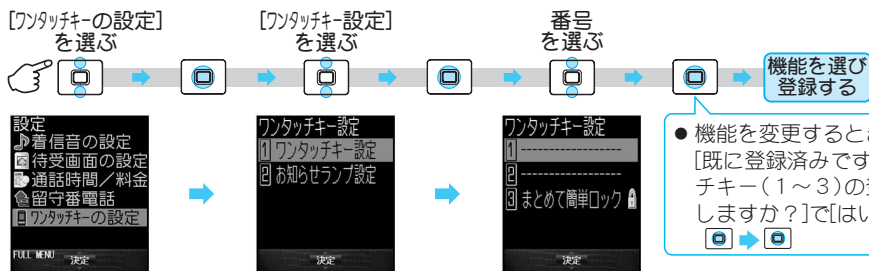 [ワンタッチキーの設定]
を選ぶ
[ワンタッチキー設定]
を選ぶ
番号
を選ぶ
機能を選び
登録する
設定
着信音の設定
待受画面の設定
通話時間／料金
留守番電話
ワンタッチキーの設定
FULL MENU 決定
ワンタッチキー設定
1 ワンタッチキー設定
2 お知らせランプ設定
決定
ワンタッチキー設定
1 ------------------
2 ------------------
3 まとめて簡単ロック
決定
● 機能を変更するとき
[既に登録済みです
チキー(1～3)の
しますか？]で[はい